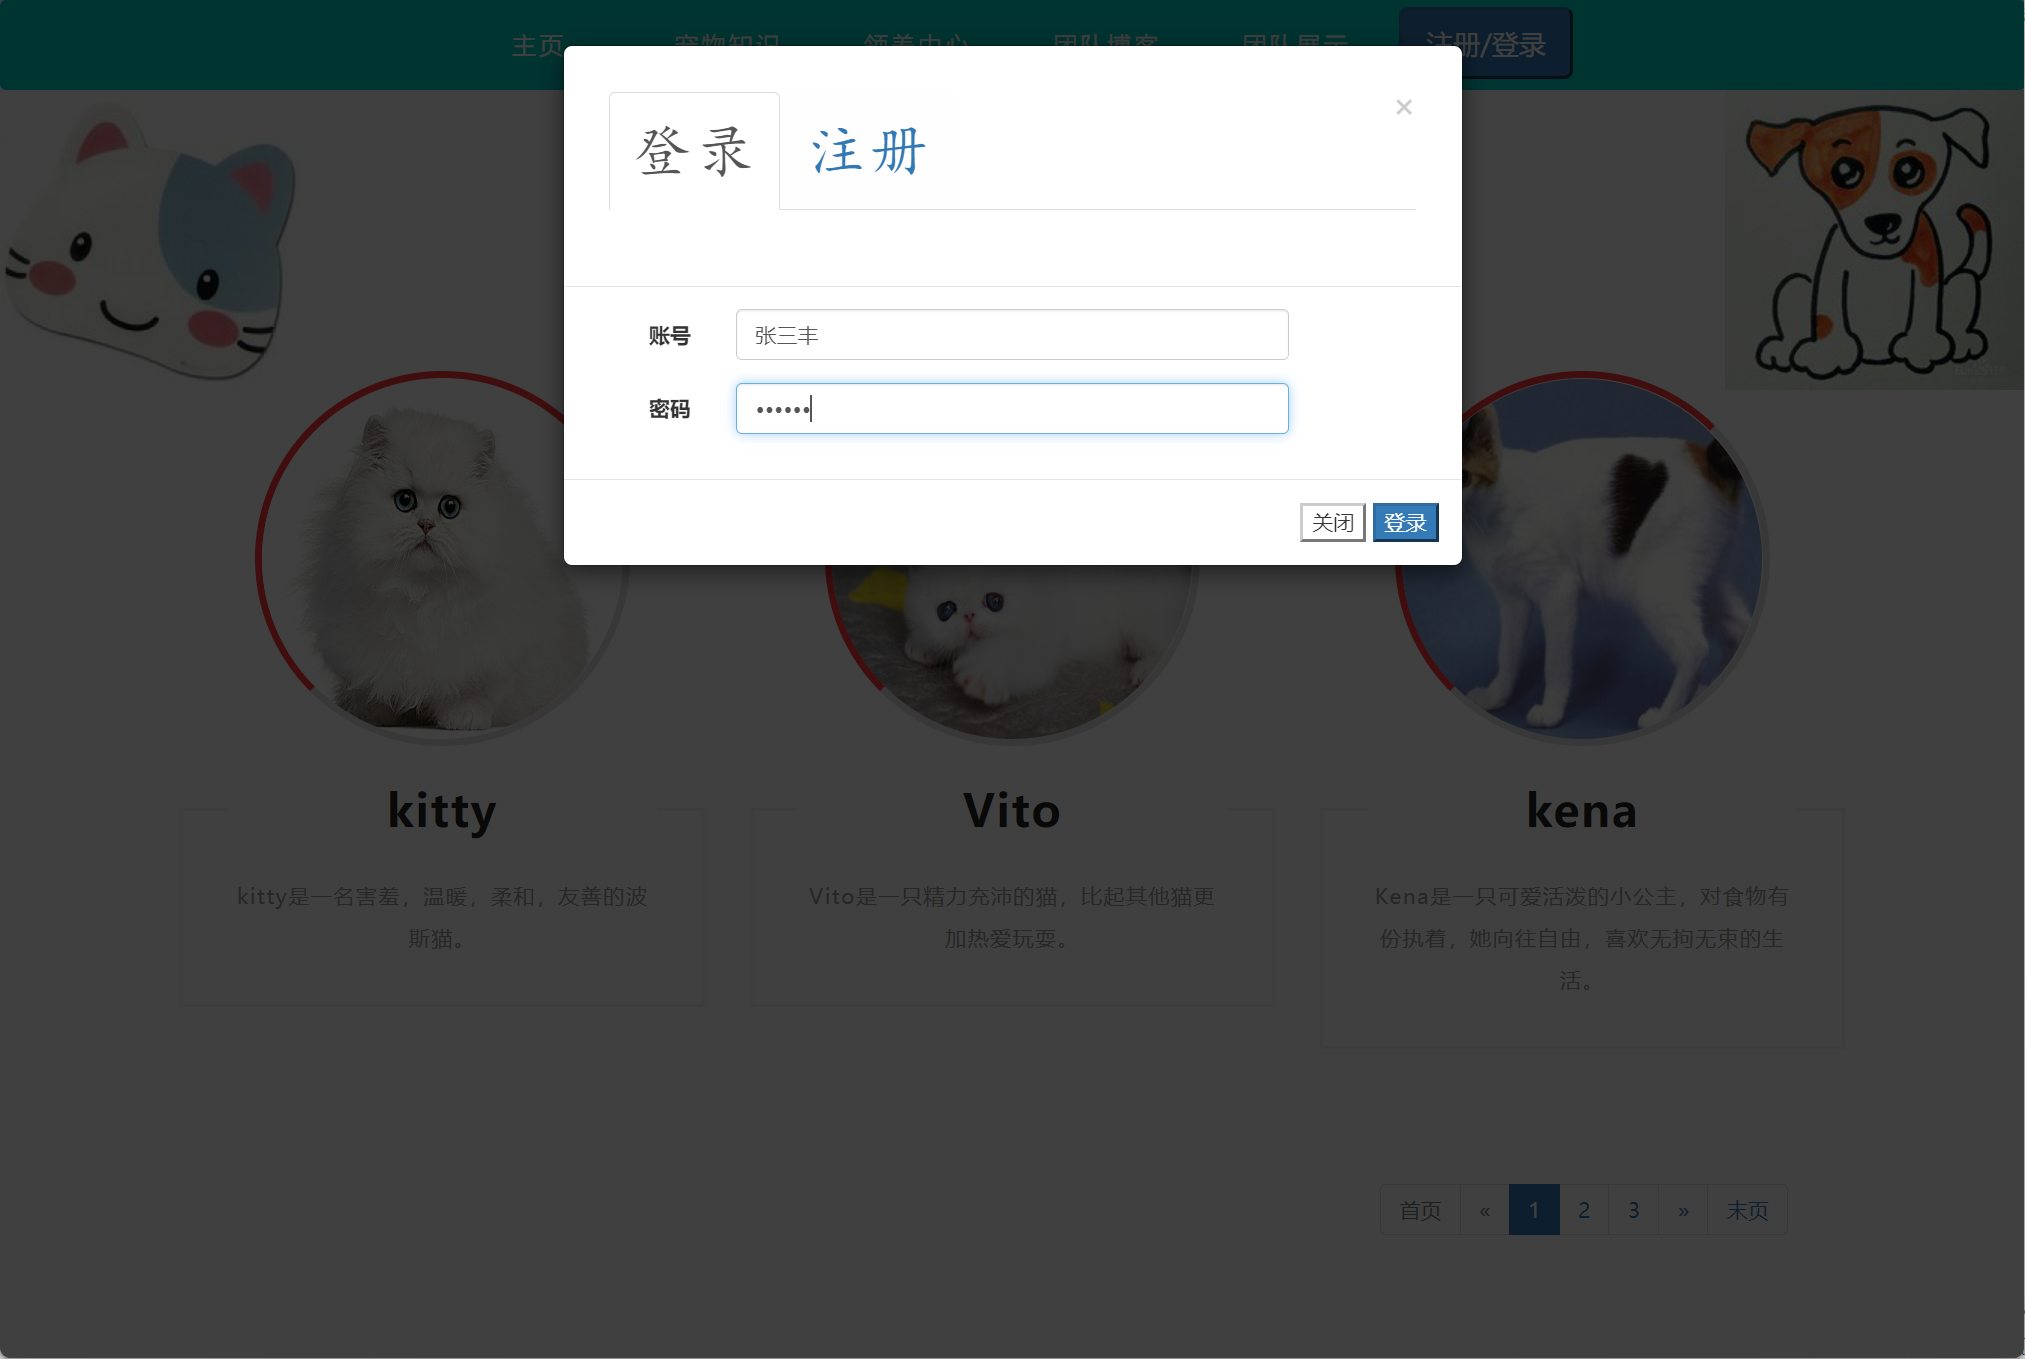 主页 宠物知识 领养中心 团队博客 团队展示 注册/登录
登录 注册 ×
账号 张三丰
密码 ••••••
关闭 登录
kitty
kitty是一名害羞，温暖，柔和，友善的波
斯猫。
Vito
Vito是一只精力充沛的猫，比起其他猫更
加热爱玩耍。
kena
Kena是一只可爱活泼的小公主，对食物有
份执着，她向往自由，喜欢无拘无束的生
活。
首页 « 1 2 3 » 末页